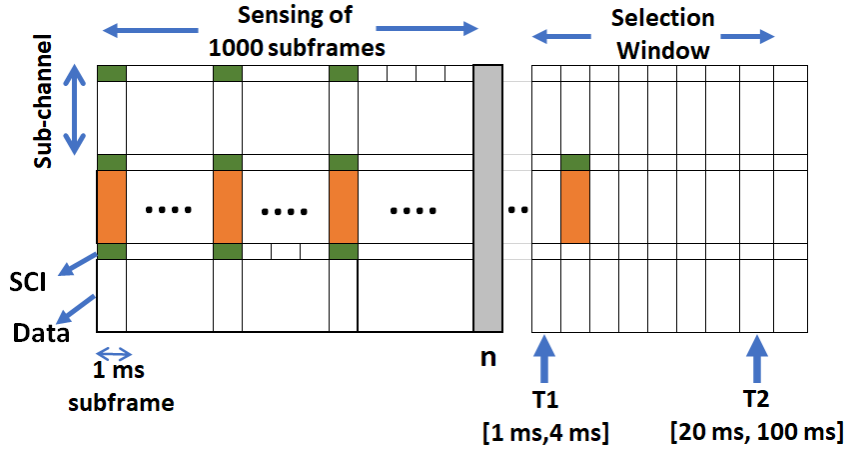 Sensing of
1000 subframes
Selection
Window
Sub-channel
SCI
Data
1 ms
subframe
n
T1
[1 ms,4 ms]
T2
[20 ms, 100 ms]